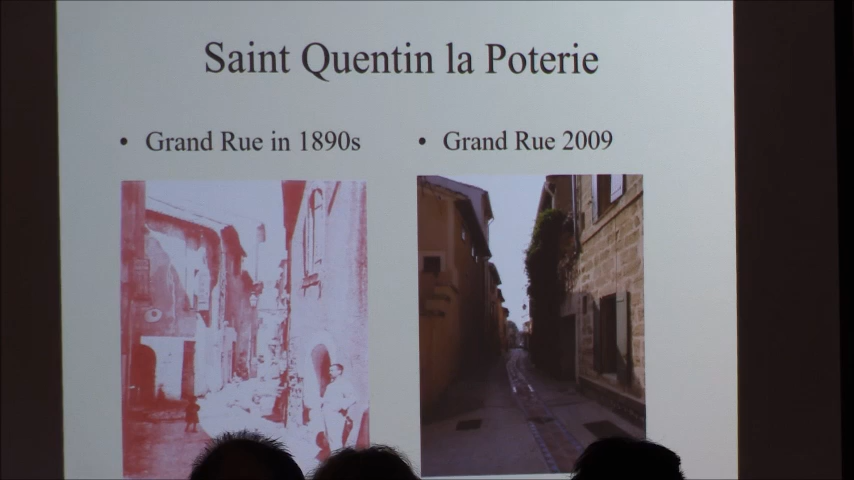 Saint Quentin la Poterie
• Grand Rue in 1890s
• Grand Rue 2009